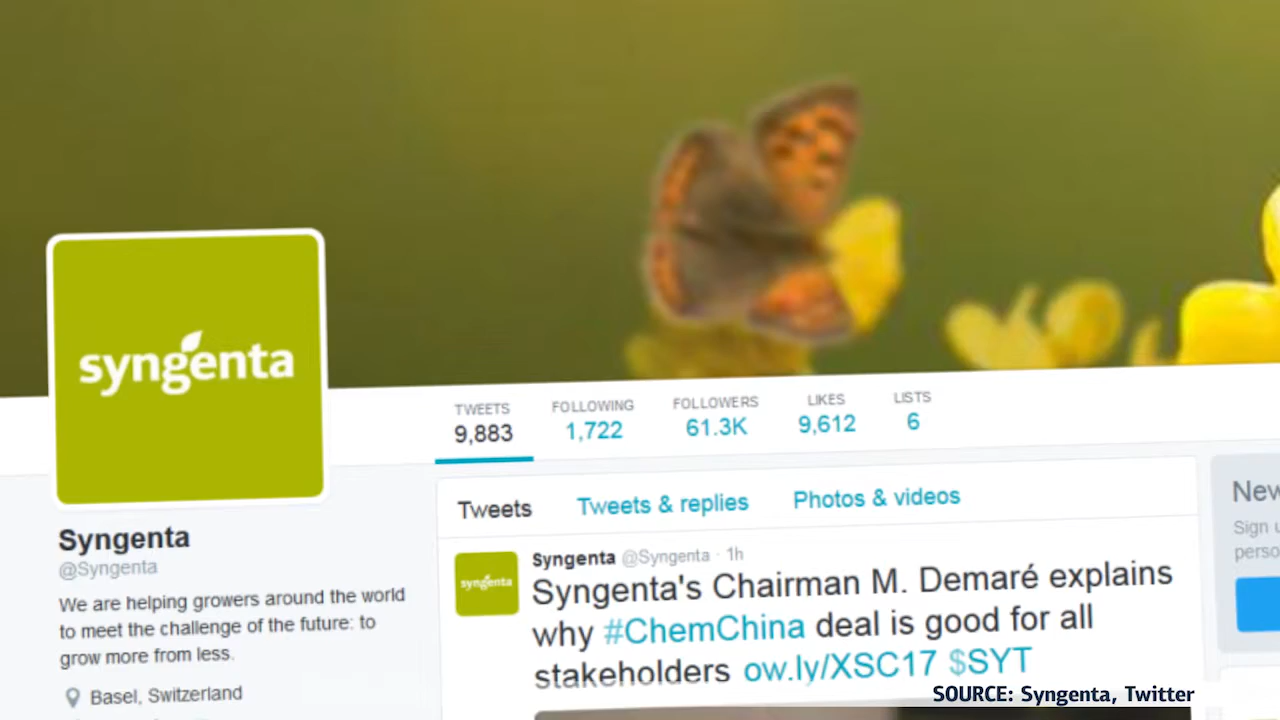 syngenta
TWEETS
9,883
FOLLOWING
1,722
FOLLOWERS
61.3K
LIKES
9,612
LISTS
6
Syngenta
@Syngenta
We are helping growers around the world
to meet the challenge of the future: to
grow more from less.
Basel, Switzerland
Tweets Tweets & replies Photos & videos
syngenta
Syngenta @Syngenta · 1h
Syngenta's Chairman M. Demaré explains
why #ChemChina deal is good for all
stakeholders ow.ly/XSC17 $SYT
New
Sign u
perso
SOURCE: Syngenta, Twitter